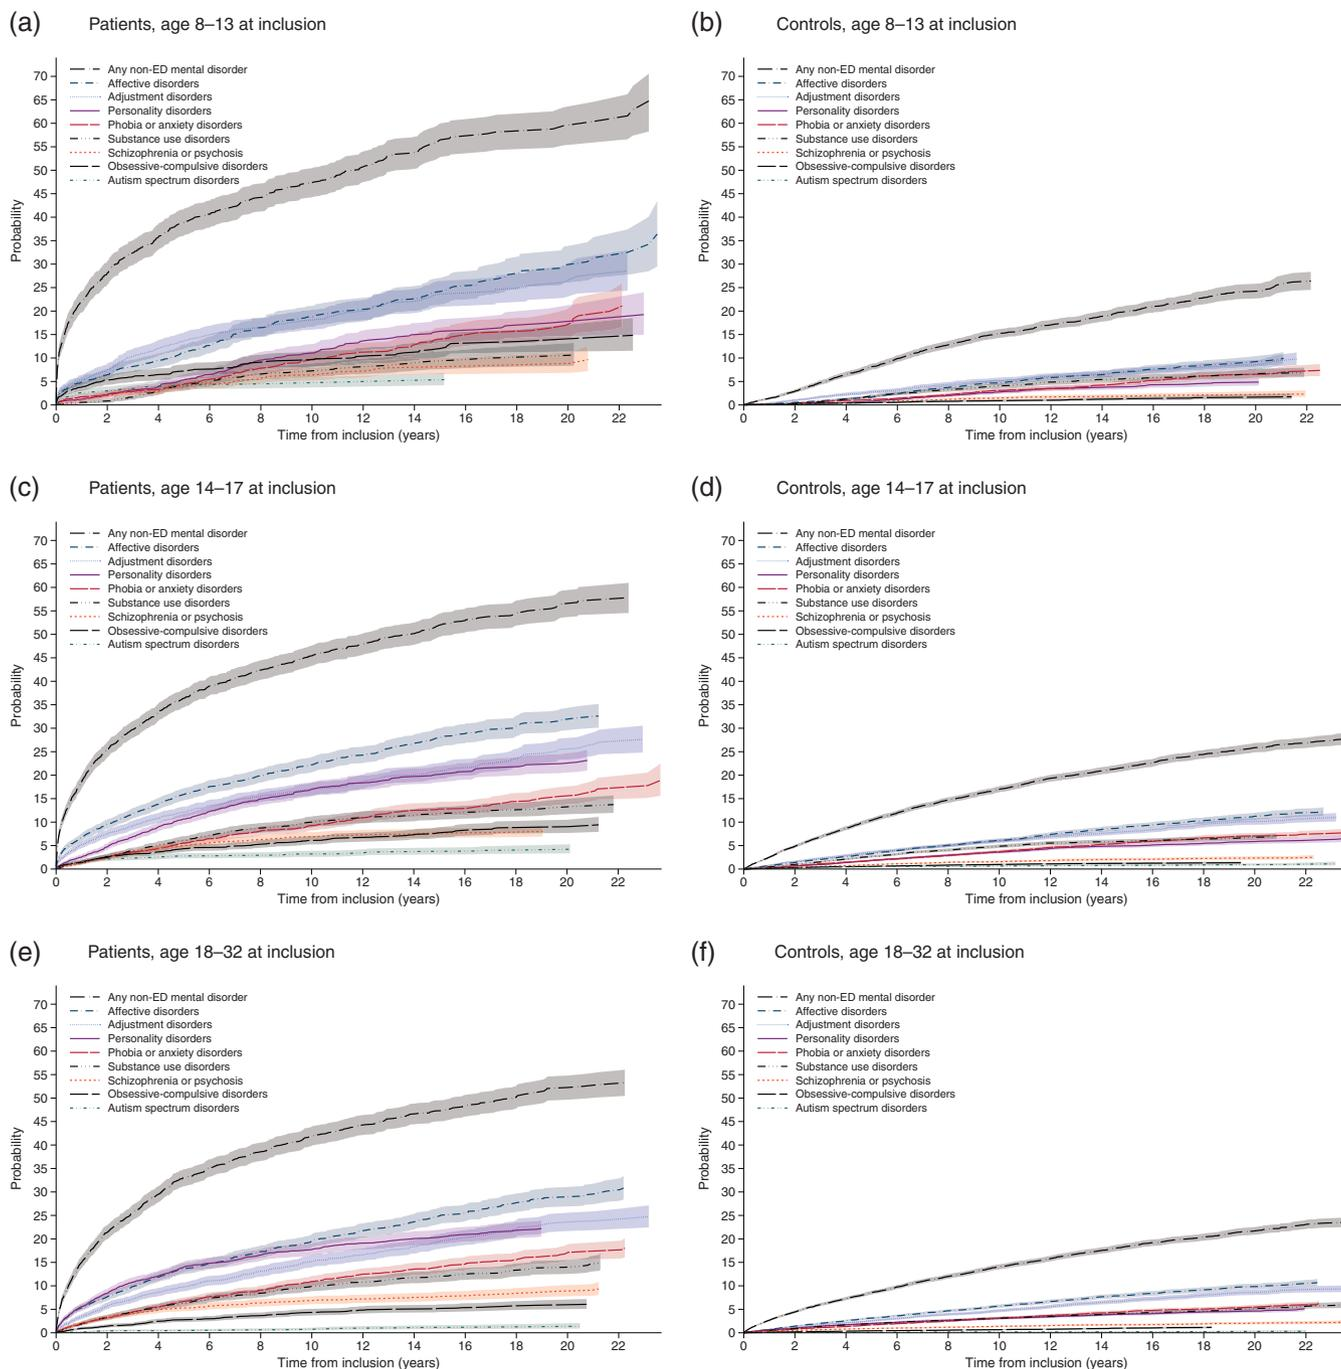 (a) Patients, age 8–13 at inclusion
Probability
70
65
60
55
50
45
40
35
30
25
20
15
10
5
0
Any non-ED mental disorder
Affective disorders
Adjustment disorders
Personality disorders
Phobia or anxiety disorders
Substance use disorders
Schizophrenia or psychosis
Obsessive-compulsive disorders
Autism spectrum disorders
0 2 4 6 8 10 12 14 16 18 20 22
Time from inclusion (years)
(b) Controls, age 8–13 at inclusion
Probability
70
65
60
55
50
45
40
35
30
25
20
15
10
5
0
Any non-ED mental disorder
Affective disorders
Adjustment disorders
Personality disorders
Phobia or anxiety disorders
Substance use disorders
Schizophrenia or psychosis
Obsessive-compulsive disorders
Autism spectrum disorders
0 2 4 6 8 10 12 14 16 18 20 22
Time from inclusion (years)
(c) Patients, age 14–17 at inclusion
Probability
70
65
60
55
50
45
40
35
30
25
20
15
10
5
0
Any non-ED mental disorder
Affective disorders
Adjustment disorders
Personality disorders
Phobia or anxiety disorders
Substance use disorders
Schizophrenia or psychosis
Obsessive-compulsive disorders
Autism spectrum disorders
0 2 4 6 8 10 12 14 16 18 20 22
Time from inclusion (years)
(d) Controls, age 14–17 at inclusion
Probability
70
65
60
55
50
45
40
35
30
25
20
15
10
5
0
Any non-ED mental disorder
Affective disorders
Adjustment disorders
Personality disorders
Phobia or anxiety disorders
Substance use disorders
Schizophrenia or psychosis
Obsessive-compulsive disorders
Autism spectrum disorders
0 2 4 6 8 10 12 14 16 18 20 22
Time from inclusion (years)
(e) Patients, age 18–32 at inclusion
Probability
70
65
60
55
50
45
40
35
30
25
20
15
10
5
0
Any non-ED mental disorder
Affective disorders
Adjustment disorders
Personality disorders
Phobia or anxiety disorders
Substance use disorders
Schizophrenia or psychosis
Obsessive-compulsive disorders
Autism spectrum disorders
0 2 4 6 8 10 12 14 16 18 20 22
Time from inclusion (years)
(f) Controls, age 18–32 at inclusion
Probability
70
65
60
55
50
45
40
35
30
25
20
15
10
5
0
Any non-ED mental disorder
Affective disorders
Adjustment disorders
Personality disorders
Phobia or anxiety disorders
Substance use disorders
Schizophrenia or psychosis
Obsessive-compulsive disorders
Autism spectrum disorders
0 2 4 6 8 10 12 14 16 18 20 22
Time from inclusion (years)